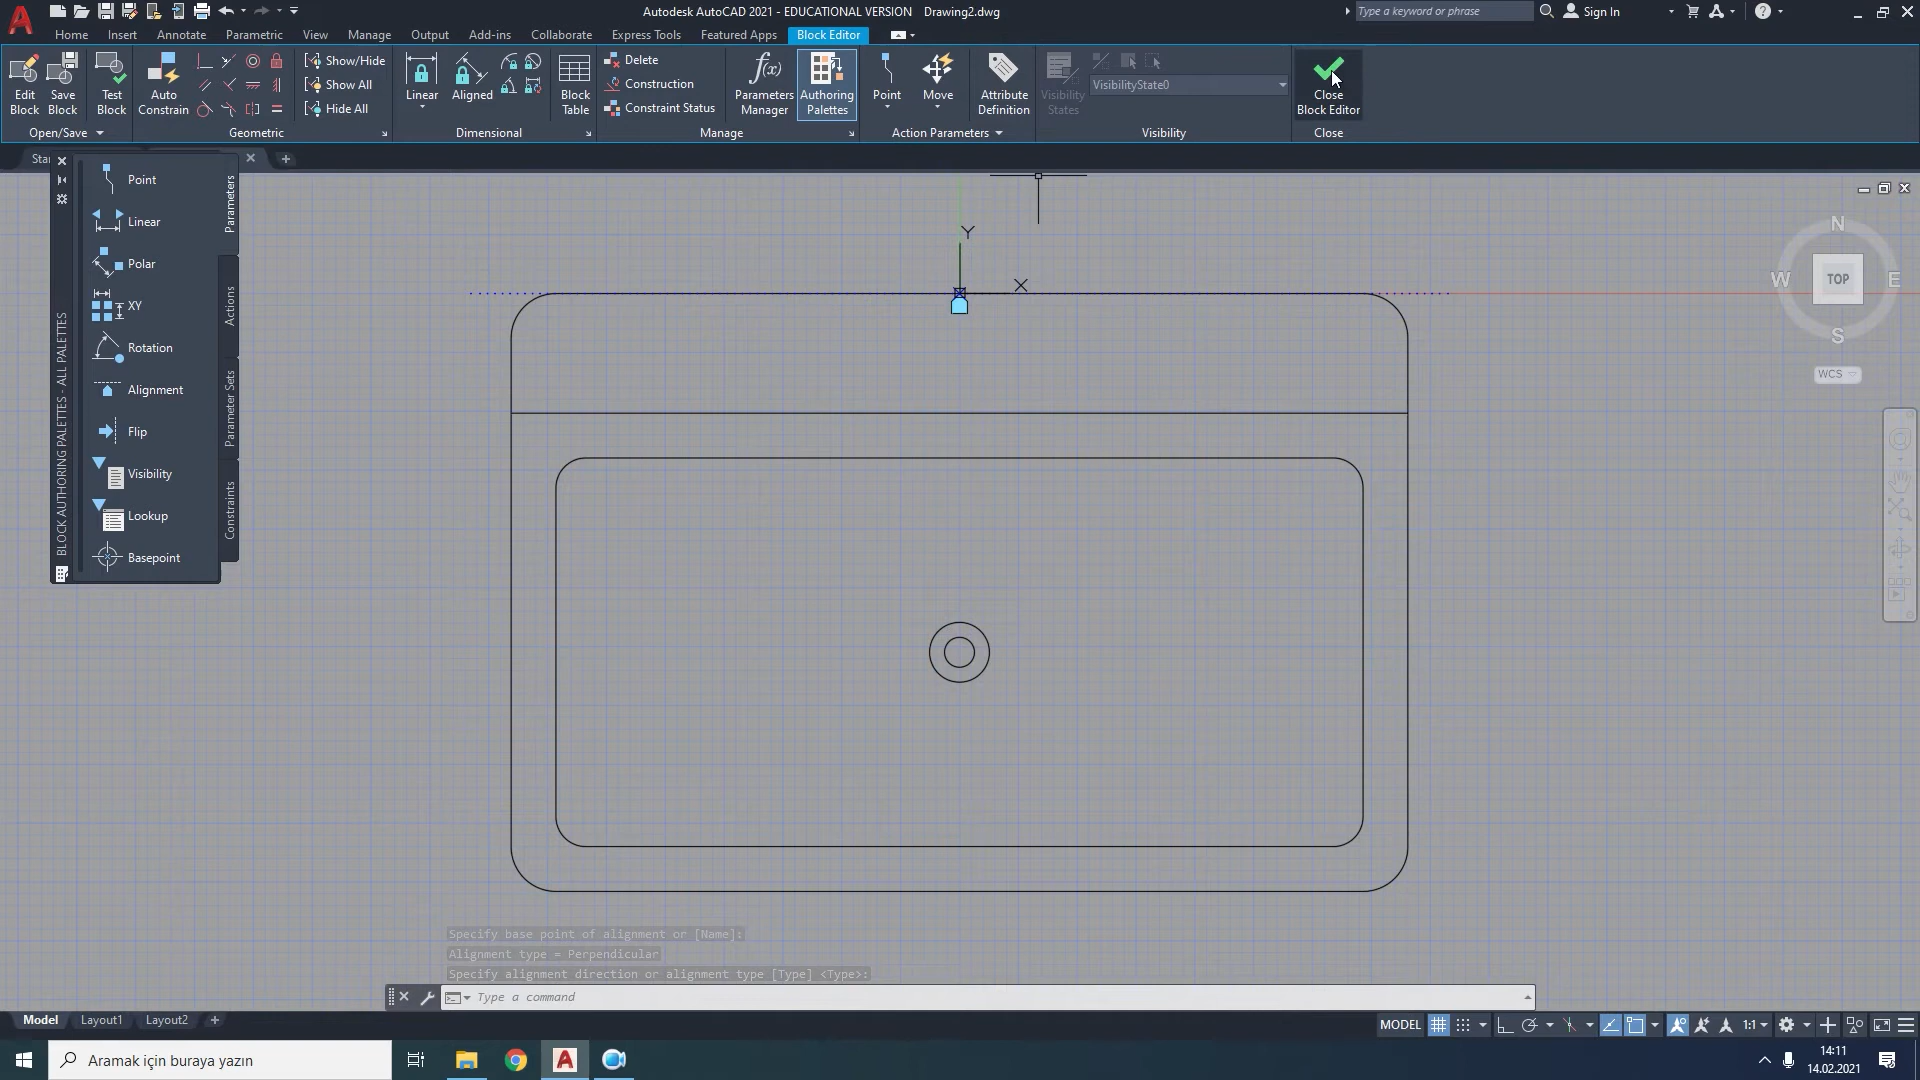 Autodesk AutoCAD 2021 - EDUCATIONAL VERSION Drawing2.dwg
Type a keyword or phrase
Sign In
Home Insert Annotate Parametric View Manage Output Add-ins Collaborate Express Tools Featured Apps Block Editor
Edit Block
Save Block
Test Block
Auto Constrain
Show/Hide
Show All
Hide All
Linear
Aligned
Block Table
Delete
Construction
Constraint Status
f(x)
Parameters Manager
Authoring Palettes
Point
Move
Attribute Definition
Visibility States
VisibilityState0
Close Block Editor
Open/Save
Geometric
Dimensional
Manage
Action Parameters
Visibility
Close
Star
Point
Linear
Polar
XY
Rotation
Alignment
Flip
Visibility
Lookup
Basepoint
Parameters
Actions
Parameter Sets
Constraints
BLOCK AUTHORING PALETTES - ALL PALETTES
Y
X
N
W
TOP
E
S
WCS
Specify base point of alignment or [Name]:
Alignment type = Perpendicular
Specify alignment direction or alignment type [Type] <Type>:
Type a command
Model Layout1 Layout2
MODEL
1:1
Aramak için buraya yazın
14:11
14.02.2021